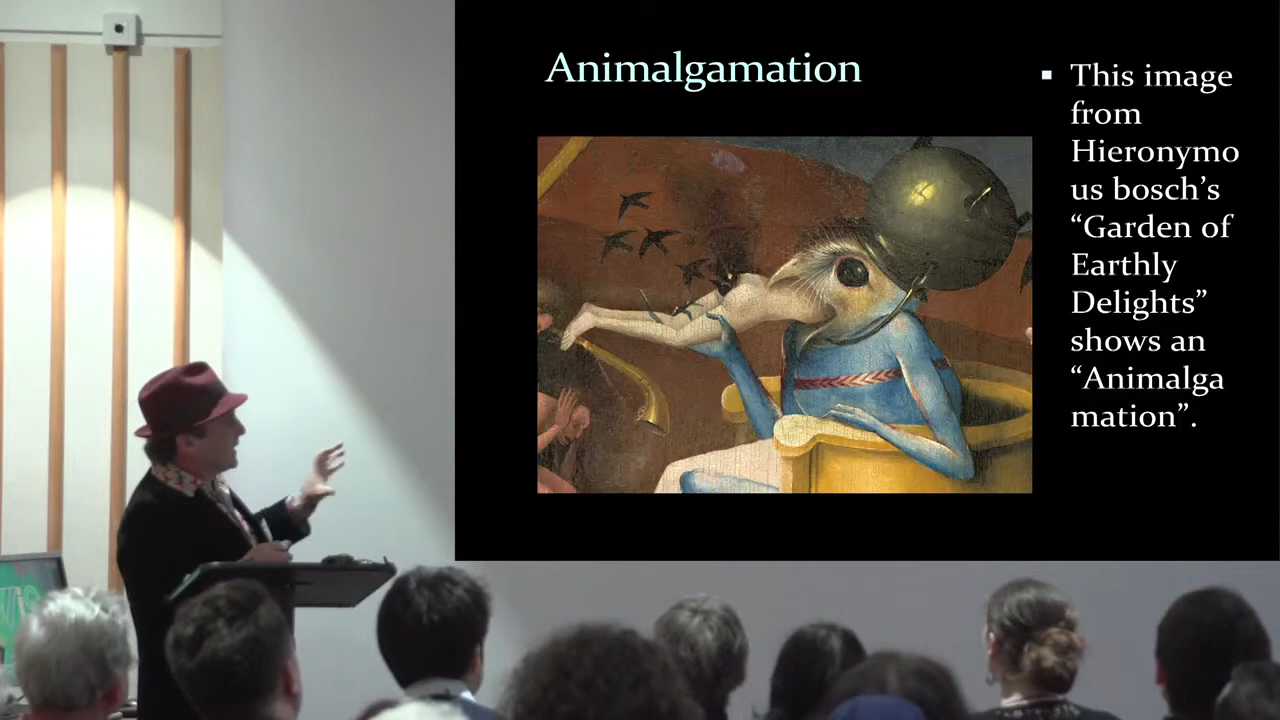 Animalgamation
▪ This image
from
Hieronymo
us bosch’s
“Garden of
Earthly
Delights”
shows an
“Animalga
mation”.